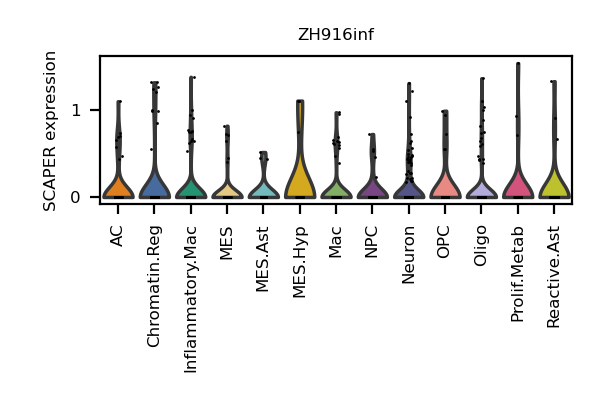 ZH916inf
SCAPER expression
1
0
AC
Chromatin.Reg
Inflammatory.Mac
MES
MES.Ast
MES.Hyp
Mac
NPC
Neuron
OPC
Oligo
Prolif.Metab
Reactive.Ast